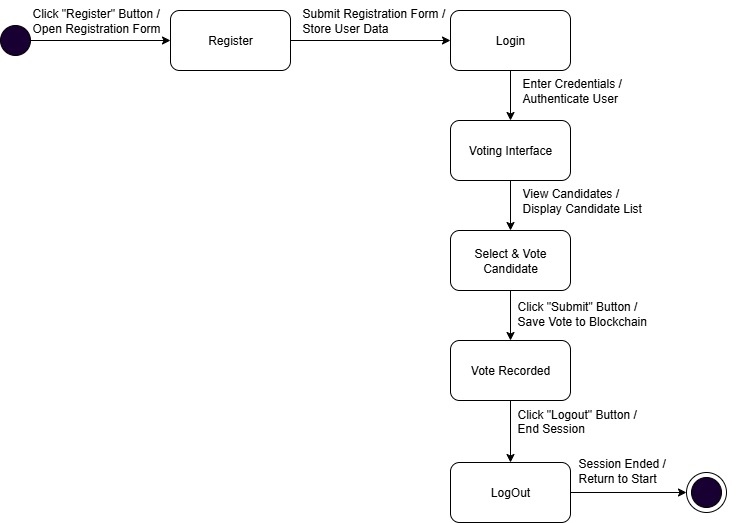 Click "Register" Button /
Open Registration Form
Register
Submit Registration Form /
Store User Data
Login
Enter Credentials /
Authenticate User
Voting Interface
View Candidates /
Display Candidate List
Select & Vote
Candidate
Click "Submit" Button /
Save Vote to Blockchain
Vote Recorded
Click "Logout" Button /
End Session
LogOut
Session Ended /
Return to Start